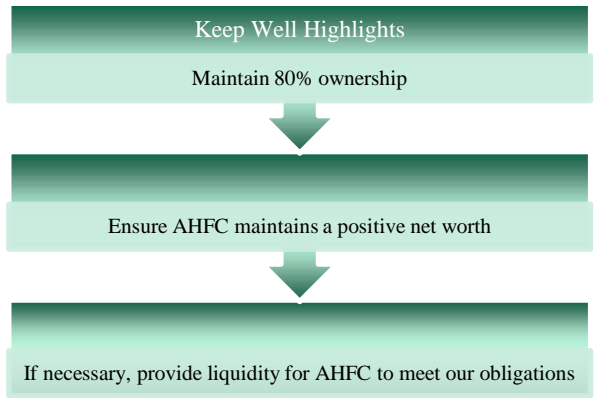 Keep Well Highlights
Maintain 80% ownership
Ensure AHFC maintains a positive net worth
If necessary, provide liquidity for AHFC to meet our obligations